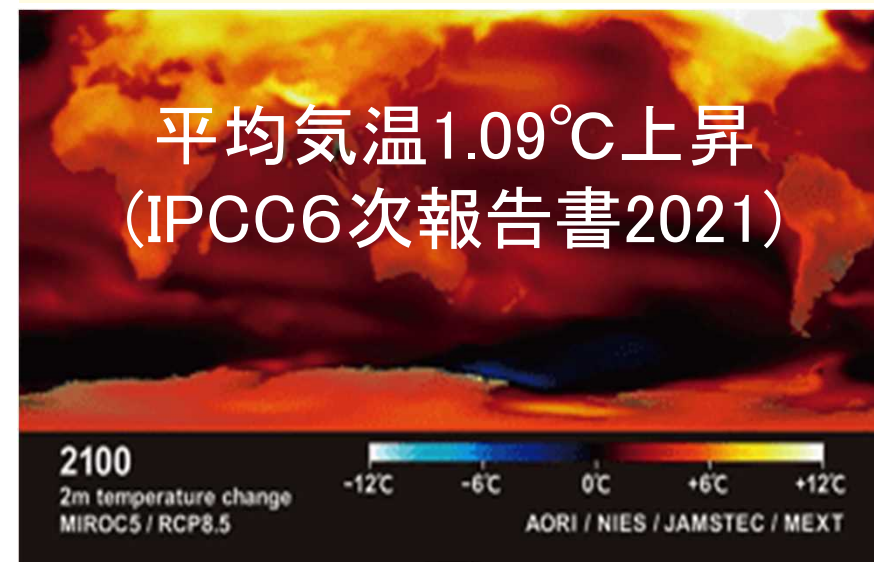 平均気温1.09℃上昇
(IPCC６次報告書2021)
2100
2m temperature change
MIROC5 / RCP8.5
-12℃ -6℃ 0℃ +6℃ +12℃
AORI / NIES / JAMSTEC / MEXT